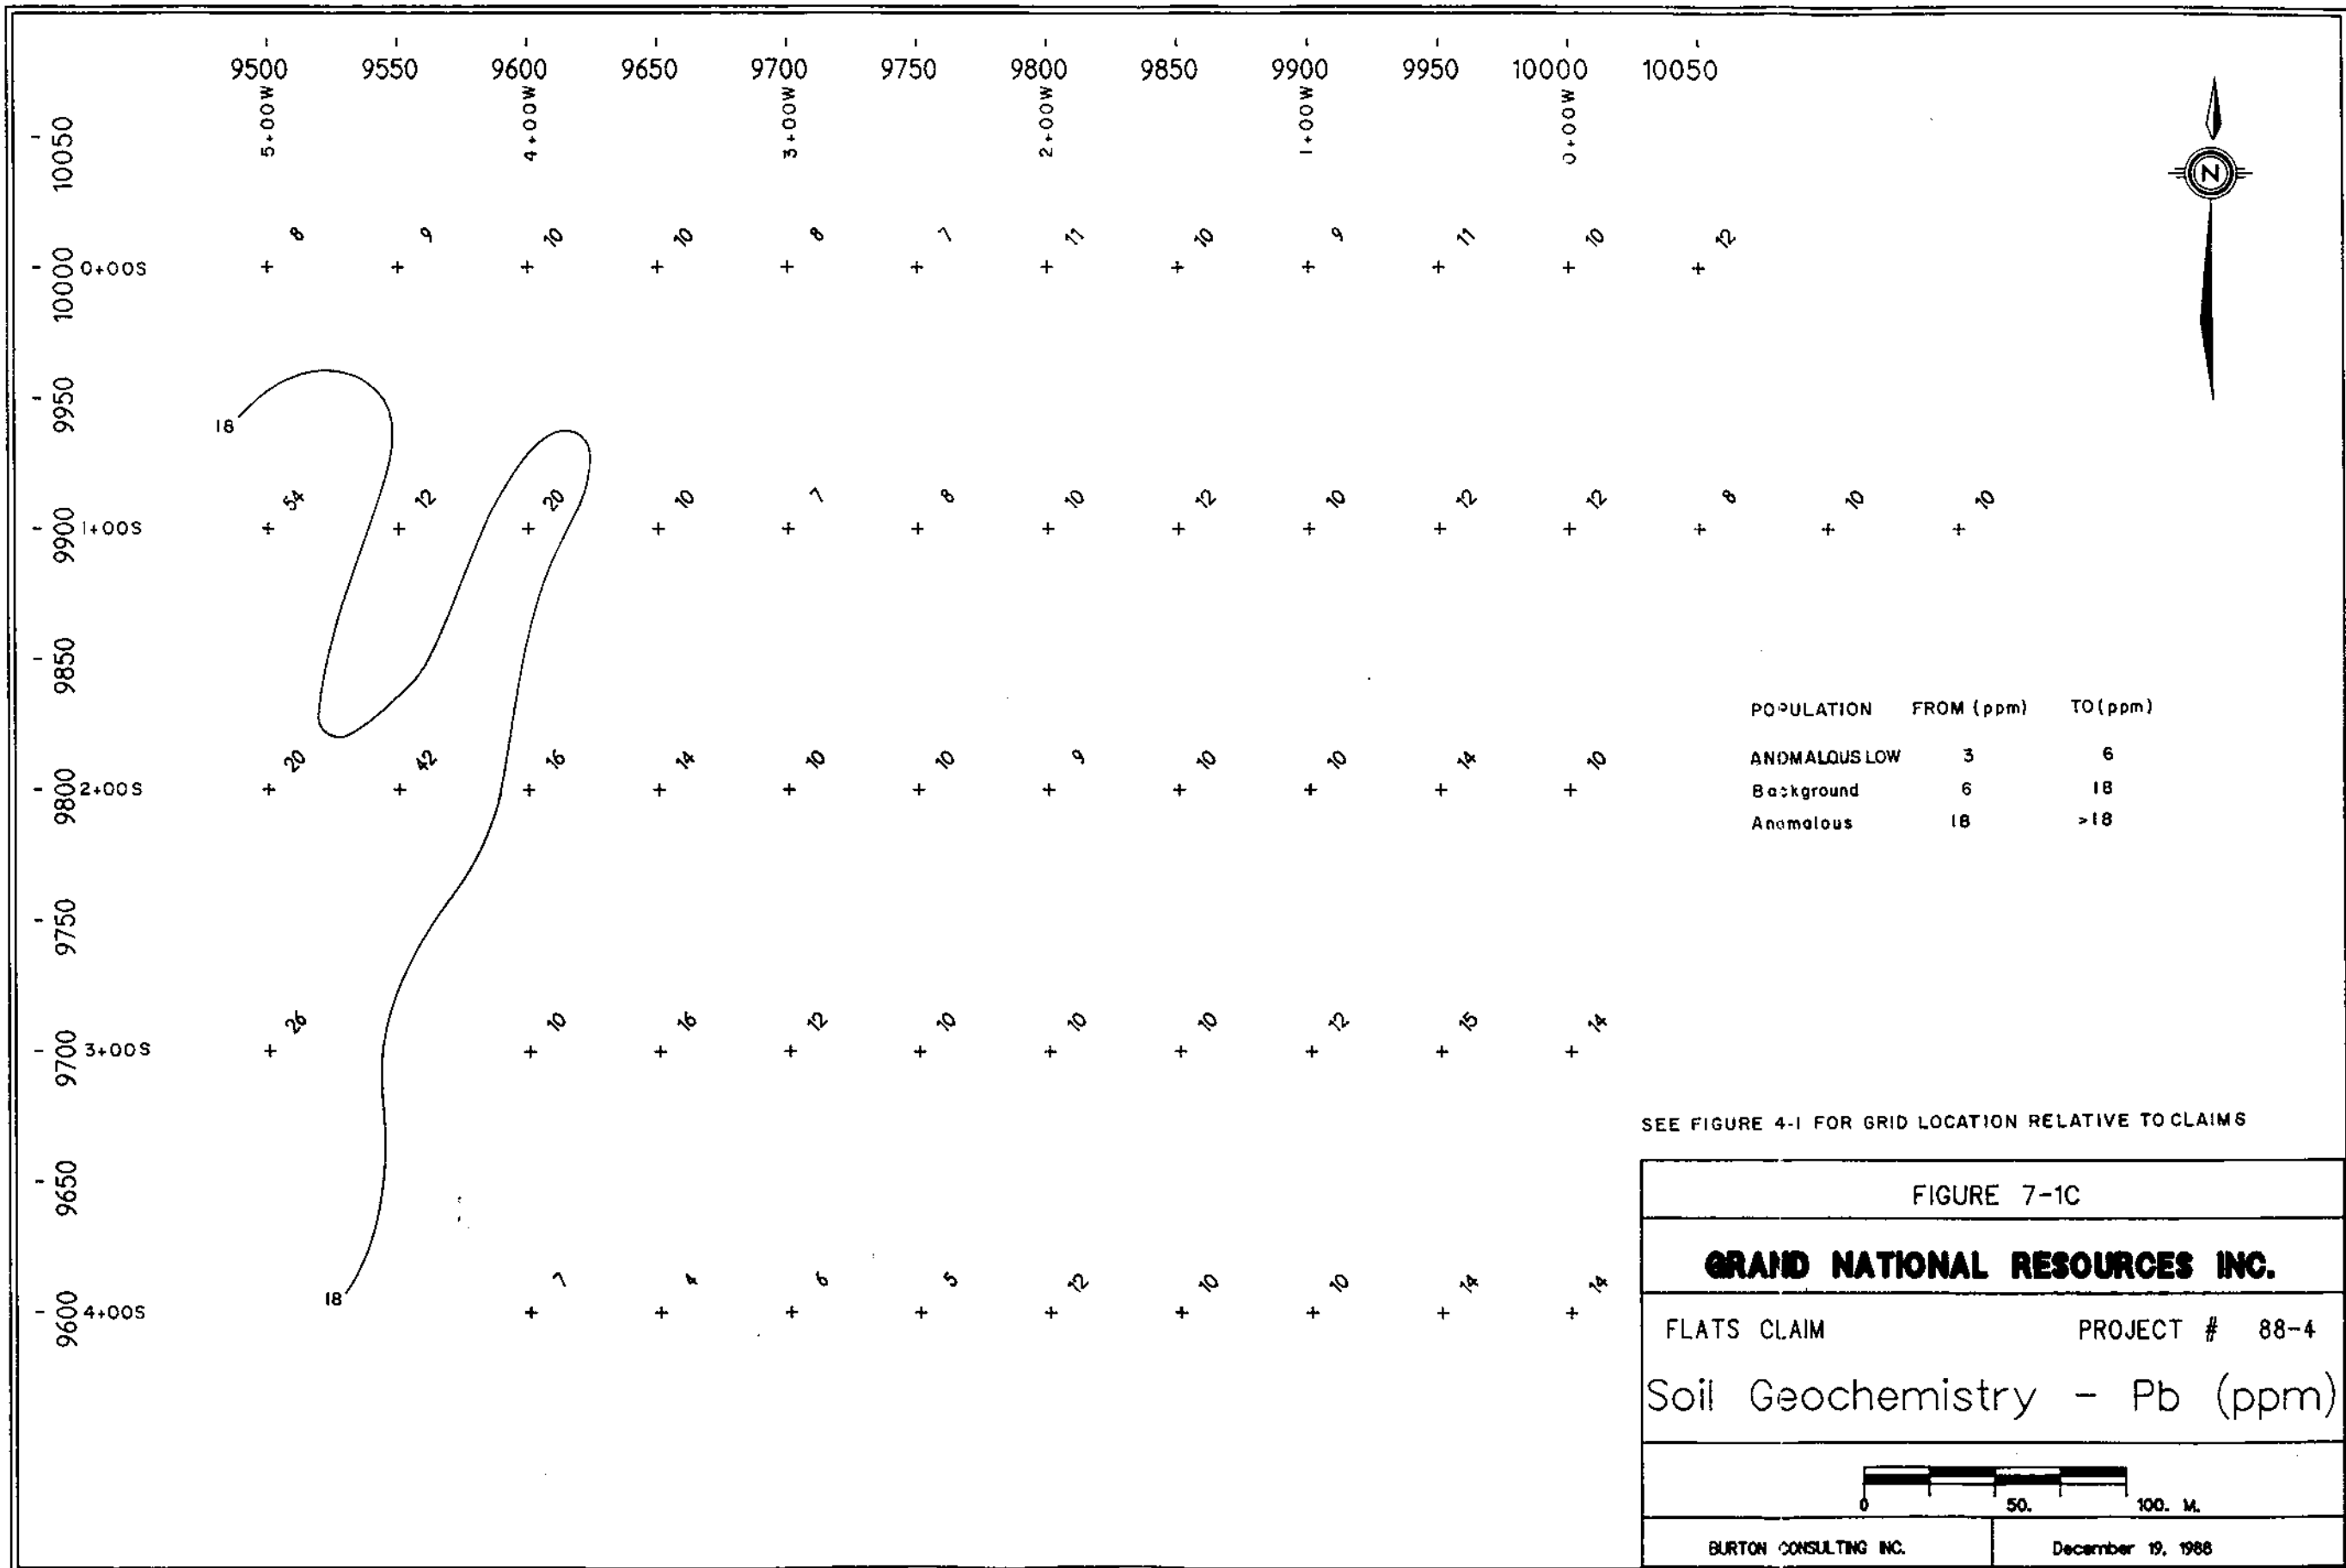 9500 9550 9600 9650 9700 9750 9800 9850 9900 9950 10000 10050
5+00W 4+00W 3+00W 2+00W 1+00W 0+00W
10050
N
8 9 10 10 8 7 11 10 9 11 10 12
10000 0+00S
9950
18
54 12 20 10 7 8 10 12 10 12 12 8 10 10
9900 1+00S
9850
POPULATION FROM (ppm) TO (ppm)
ANOMALOUS LOW 3 6
Background 6 18
Anomalous 18 >18
20 42 16 14 10 10 9 10 10 14 10
9800 2+00S
9750
26 10 16 12 10 10 10 12 15 14
9700 3+00S
9650
18
7 4 6 5 12 10 10 14 14
9600 4+00S
SEE FIGURE 4-1 FOR GRID LOCATION RELATIVE TO CLAIMS
FIGURE 7-1C
GRAND NATIONAL RESOURCES INC.
FLATS CLAIM PROJECT # 88-4
Soil Geochemistry - Pb (ppm)
0 50. 100. M.
BURTON CONSULTING INC. December 19, 1988